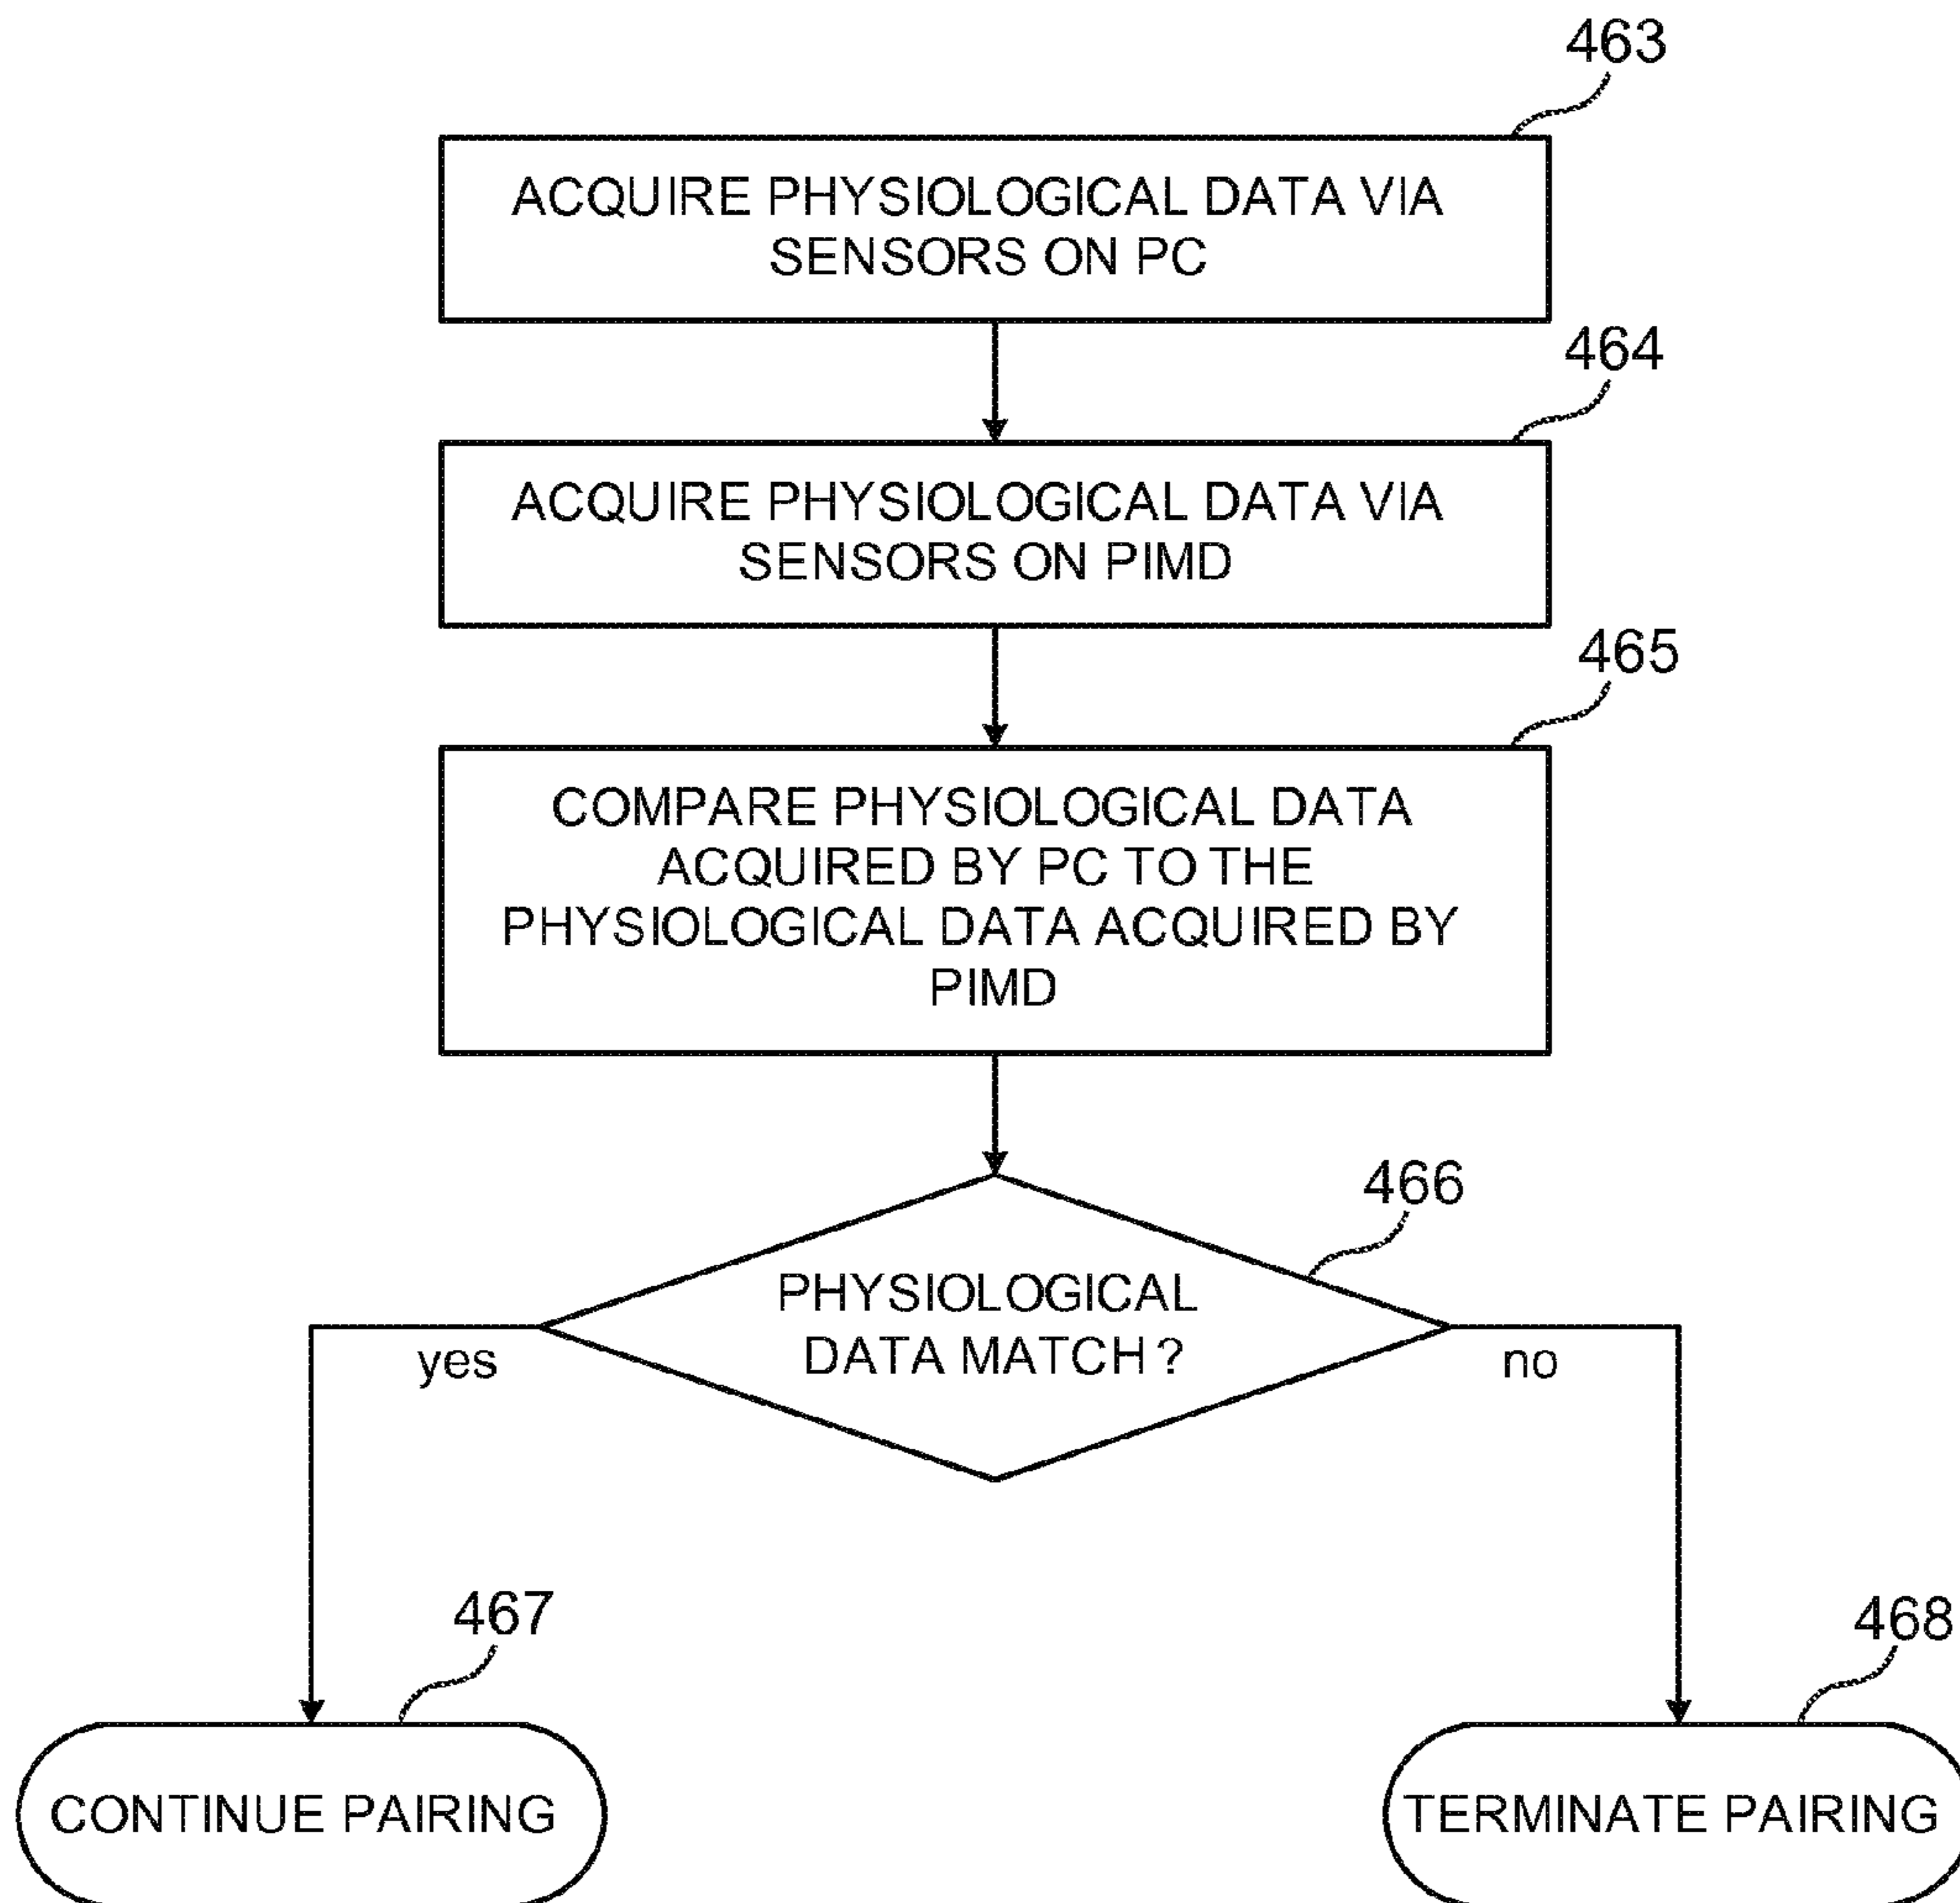 463
ACQUIRE PHYSIOLOGICAL DATA VIA
SENSORS ON PC
464
ACQUIRE PHYSIOLOGICAL DATA VIA
SENSORS ON PIMD
465
COMPARE PHYSIOLOGICAL DATA
ACQUIRED BY PC TO THE
PHYSIOLOGICAL DATA ACQUIRED BY
PIMD
466
PHYSIOLOGICAL
DATA MATCH?
yes
no
467
468
CONTINUE PAIRING
TERMINATE PAIRING